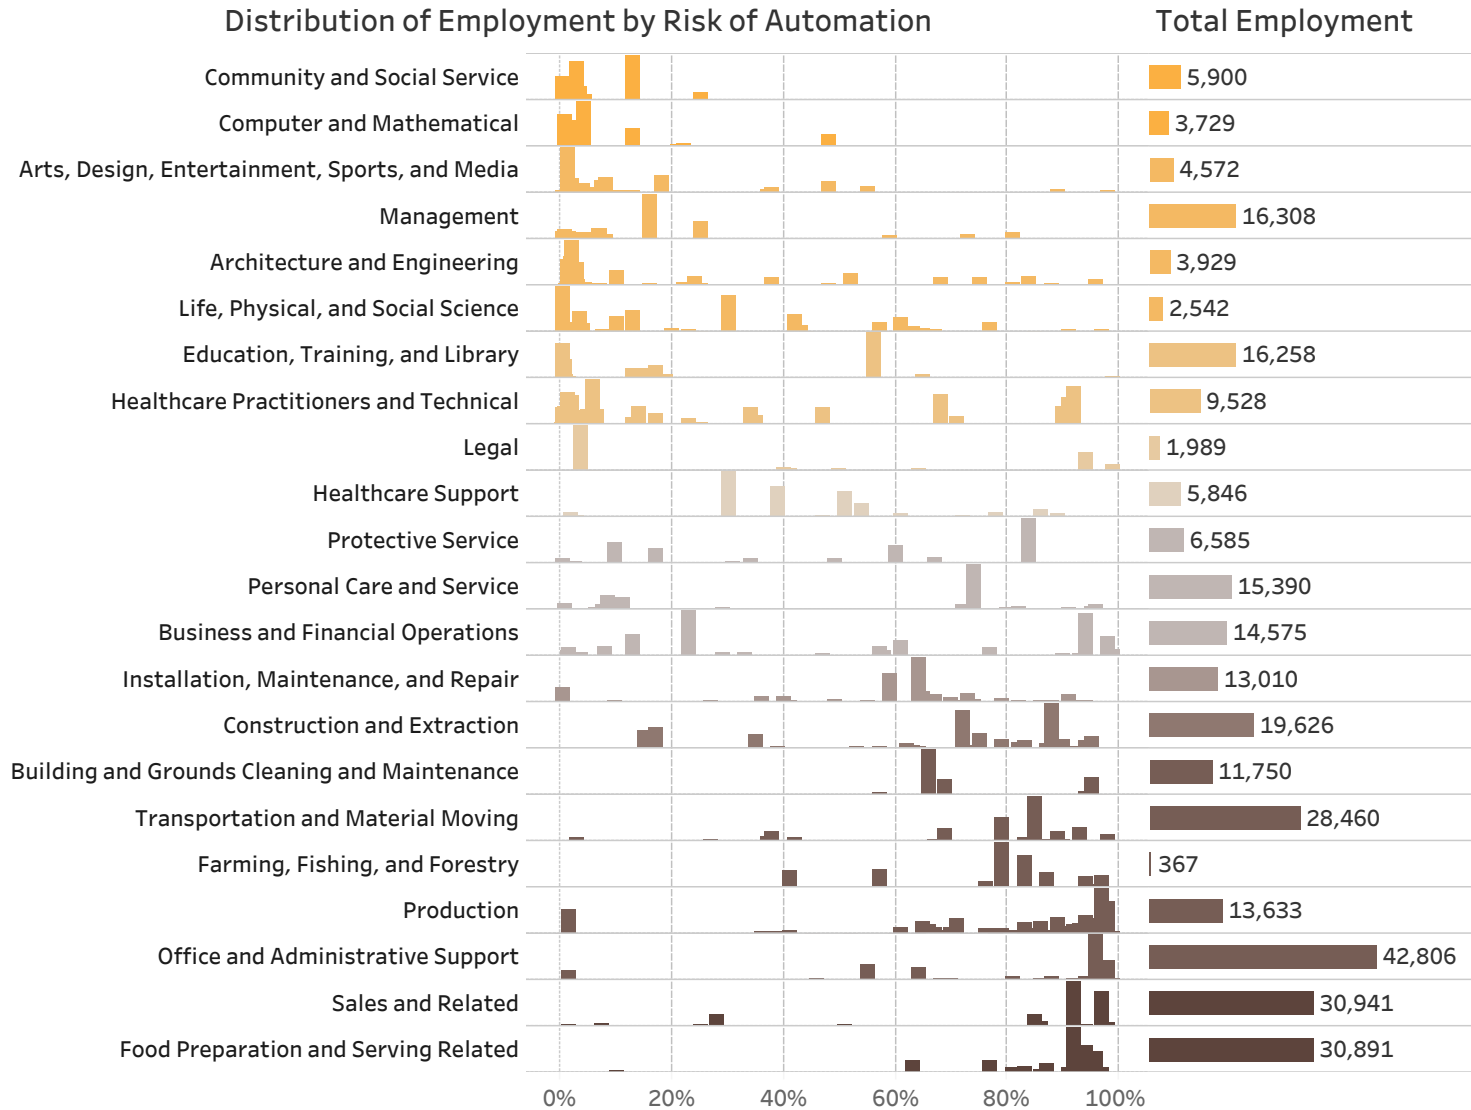 Distribution of Employment by Risk of Automation Total Employment
Community and Social Service 5,900
Computer and Mathematical 3,729
Arts, Design, Entertainment, Sports, and Media 4,572
Management 16,308
Architecture and Engineering 3,929
Life, Physical, and Social Science 2,542
Education, Training, and Library 16,258
Healthcare Practitioners and Technical 9,528
Legal 1,989
Healthcare Support 5,846
Protective Service 6,585
Personal Care and Service 15,390
Business and Financial Operations 14,575
Installation, Maintenance, and Repair 13,010
Construction and Extraction 19,626
Building and Grounds Cleaning and Maintenance 11,750
Transportation and Material Moving 28,460
Farming, Fishing, and Forestry 367
Production 13,633
Office and Administrative Support 42,806
Sales and Related 30,941
Food Preparation and Serving Related 30,891
0% 20% 40% 60% 80% 100%